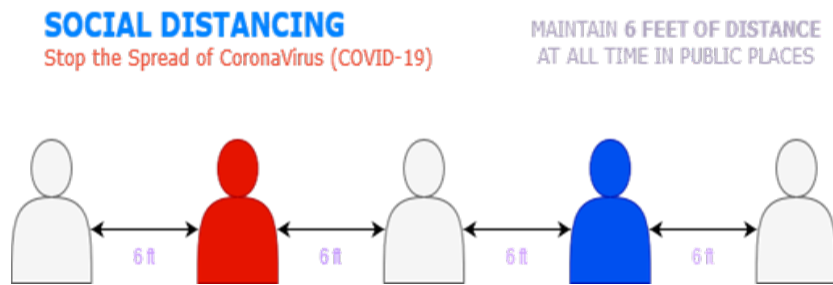 SOCIAL DISTANCING
Stop the Spread of CoronaVirus (COVID-19)
MAINTAIN 6 FEET OF DISTANCE
AT ALL TIME IN PUBLIC PLACES
6 ft
6 ft
6 ft
6 ft